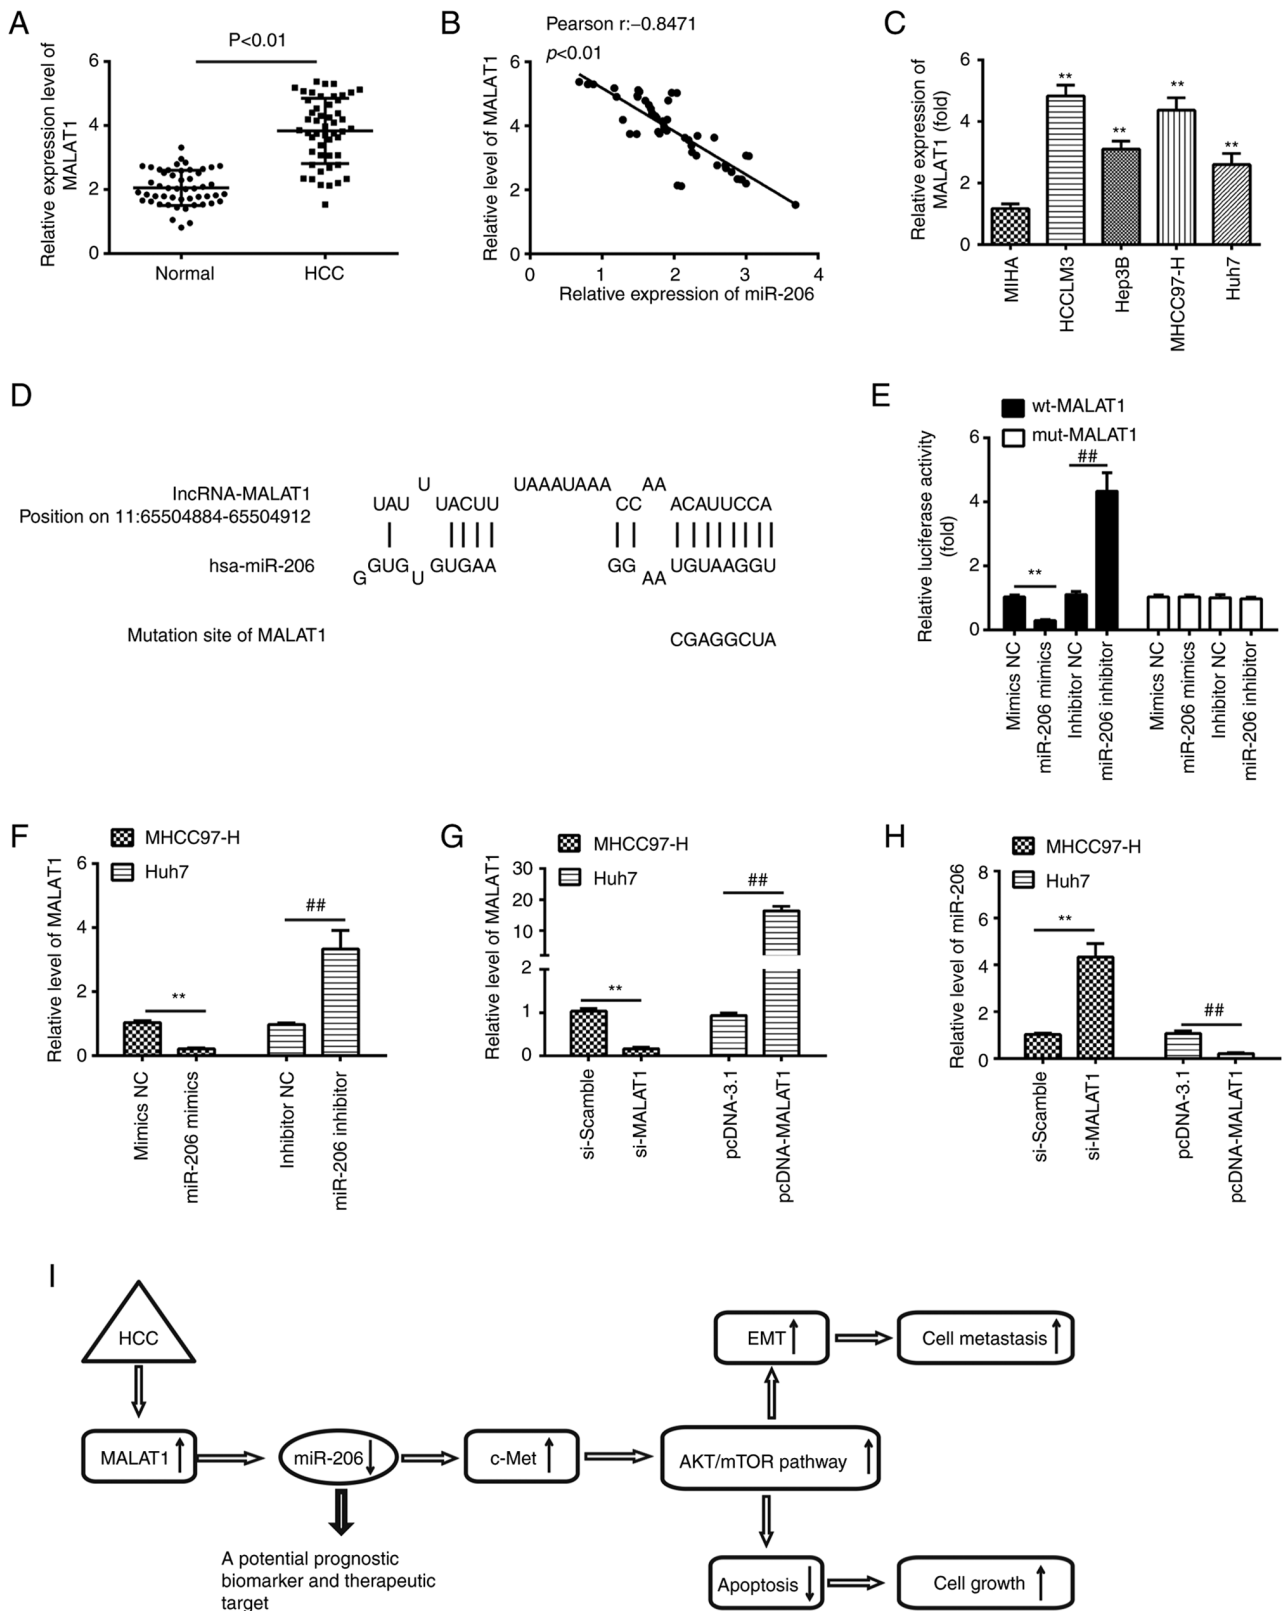 A
Relative expression level of
MALAT1
P<0.01
6
4
2
0
Normal
HCC
B
Pearson r:−0.8471
p<0.01
Relative level of MALAT1
6
4
2
0
0
1
2
3
4
Relative expression of miR-206
C
Relative expression of
MALAT1 (fold)
6
4
2
0
**
**
**
**
MIHA
HCCLM3
Hep3B
MHCC97-H
Huh7
D
U UAAAUAAA AA
lncRNA-MALAT1
UAU UACUU CC ACAUUCCA
Position on 11:65504884-65504912
hsa-miR-206
GUG GUGAA GG UGUAAGGU
G U AA
Mutation site of MALAT1
CGAGGCUA
E
wt-MALAT1
mut-MALAT1
Relative luciferase activity
(fold)
6
4
2
0
**
##
Mimics NC
miR-206 mimics
Inhibitor NC
miR-206 inhibitor
Mimics NC
miR-206 mimics
Inhibitor NC
miR-206 inhibitor
F
MHCC97-H
Huh7
Relative level of MALAT1
6
4
2
0
**
##
Mimics NC
miR-206 mimics
Inhibitor NC
miR-206 inhibitor
G
MHCC97-H
Huh7
Relative level of MALAT1
30
20
10
2
1
0
**
##
si-Scamble
si-MALAT1
pcDNA-3.1
pcDNA-MALAT1
H
MHCC97-H
Huh7
Relative level of miR-206
8
6
4
2
0
**
##
si-Scamble
si-MALAT1
pcDNA-3.1
pcDNA-MALAT1
I
HCC
EMT
Cell metastasis
MALAT1
miR-206
c-Met
AKT/mTOR pathway
A potential prognostic
biomarker and therapeutic
target
Apoptosis
Cell growth